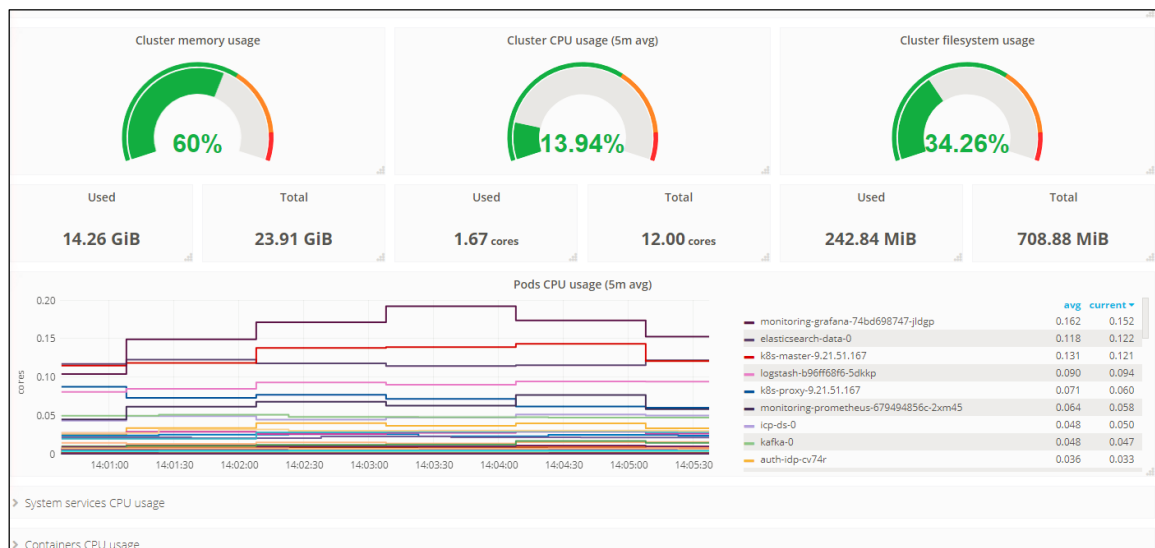 Cluster memory usage
Cluster CPU usage (5m avg)
Cluster filesystem usage
60%
13.94%
34.26%
Used
Total
Used
Total
Used
Total
14.26 GiB
23.91 GiB
1.67 cores
12.00 cores
242.84 MiB
708.88 MiB
Pods CPU usage (5m avg)
0.20
0.15
0.10
0.05
0
cores
14:01:00 14:01:30 14:02:00 14:02:30 14:03:00 14:03:30 14:04:00 14:04:30 14:05:00 14:05:30
avg current
monitoring-grafana-74bd698747-jldgp 0.162 0.152
elasticsearch-data-0 0.118 0.122
k8s-master-9.21.51.167 0.131 0.121
logstash-b96ff68f6-5dkkp 0.090 0.094
k8s-proxy-9.21.51.167 0.071 0.060
monitoring-prometheus-679494856c-2xm45 0.064 0.058
icp-ds-0 0.048 0.050
kafka-0 0.048 0.047
auth-idp-cv74r 0.036 0.033
System services CPU usage
Containers CPU usage